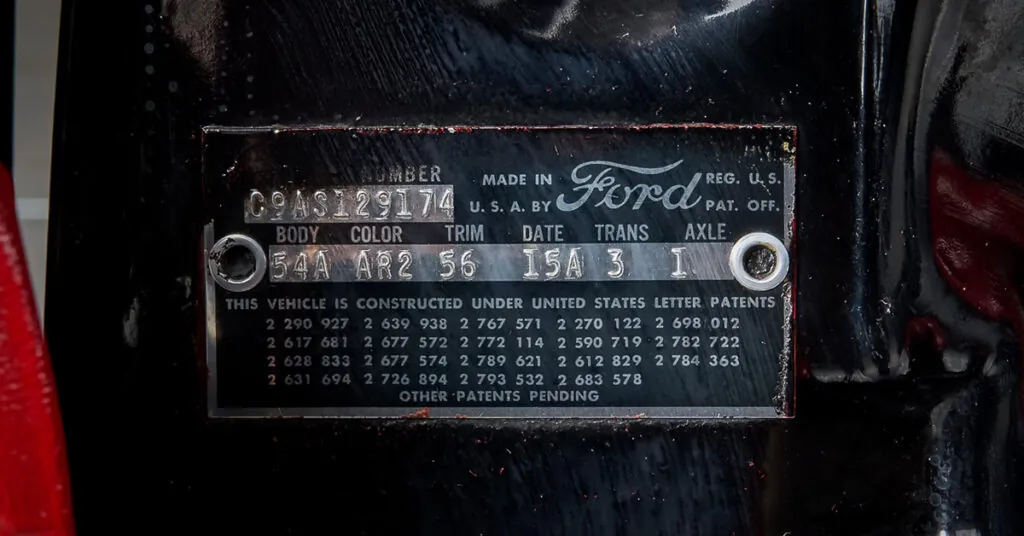 NUMBER
C9AS129174
MADE IN Ford REG. U.S.
U.S.A. BY PAT. OFF.
BODY COLOR TRIM DATE TRANS AXLE
54A AR2 56 15A 3 1
THIS VEHICLE IS CONSTRUCTED UNDER UNITED STATES LETTER PATENTS
2 290 927 2 639 938 2 767 571 2 270 122 2 698 012
2 617 681 2 677 572 2 772 114 2 590 719 2 782 722
2 628 833 2 677 574 2 789 621 2 612 829 2 784 363
2 631 694 2 726 894 2 793 532 2 683 578
OTHER PATENTS PENDING